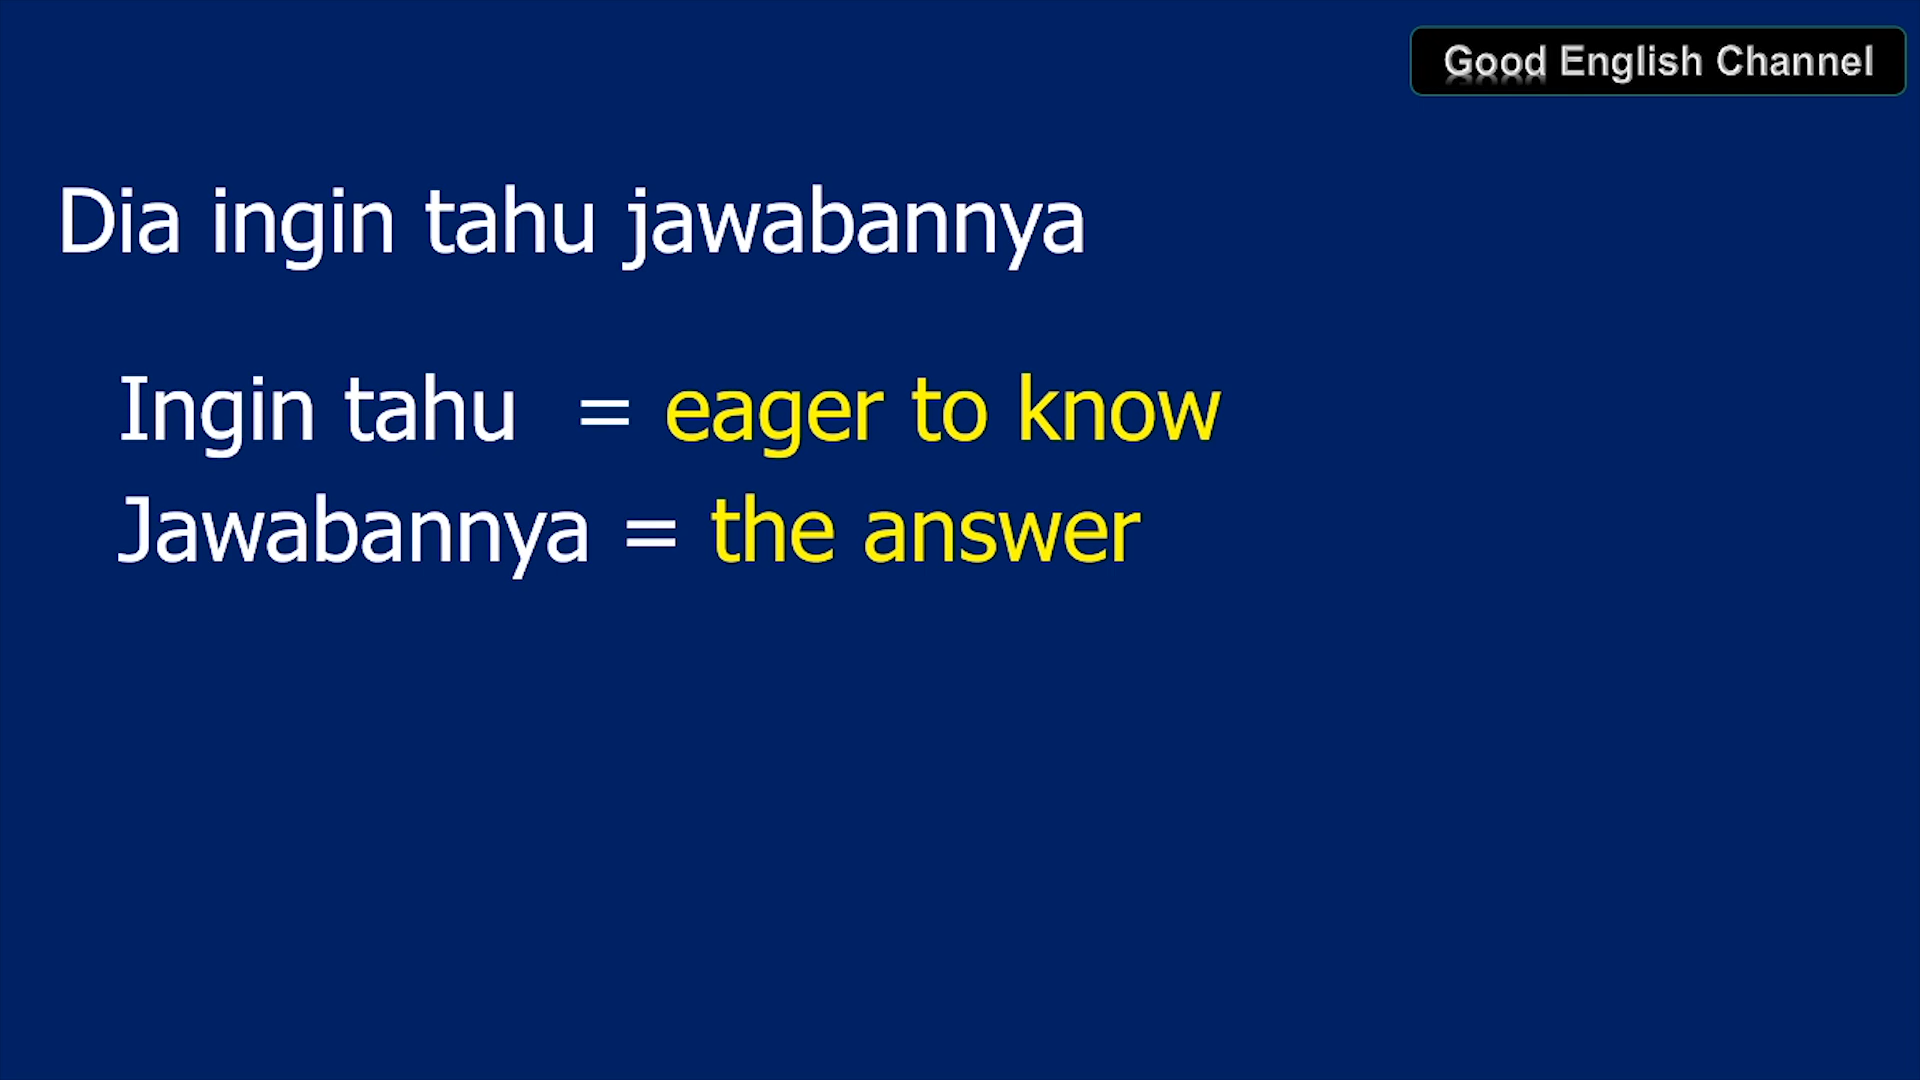 Good English Channel
Dia ingin tahu jawabannya
Ingin tahu = eager to know
Jawabannya = the answer